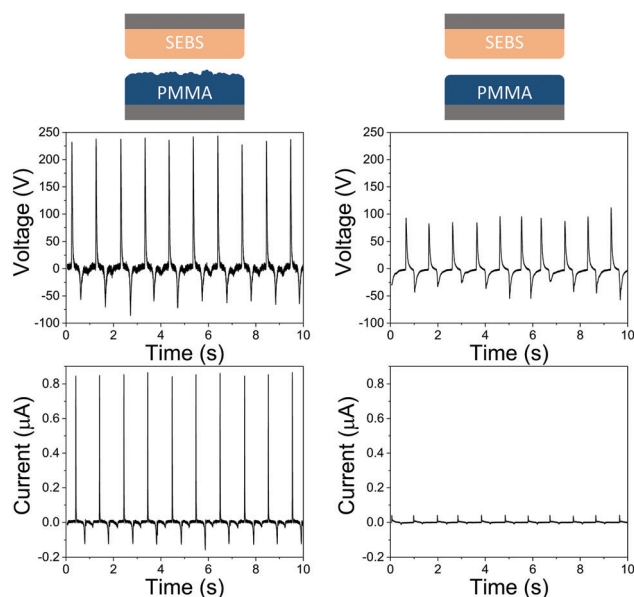 SEBS
PMMA
SEBS
PMMA
250
200
150
100
50
0
-50
-100
Voltage (V)
0 2 4 6 8 10
Time (s)
250
200
150
100
50
0
-50
-100
Voltage (V)
0 2 4 6 8 10
Time (s)
0.8
0.6
0.4
0.2
0.0
-0.2
Current (μA)
0 2 4 6 8 10
Time (s)
0.8
0.6
0.4
0.2
0.0
0.2
Current (μA)
0 2 4 6 8 10
Time (s)